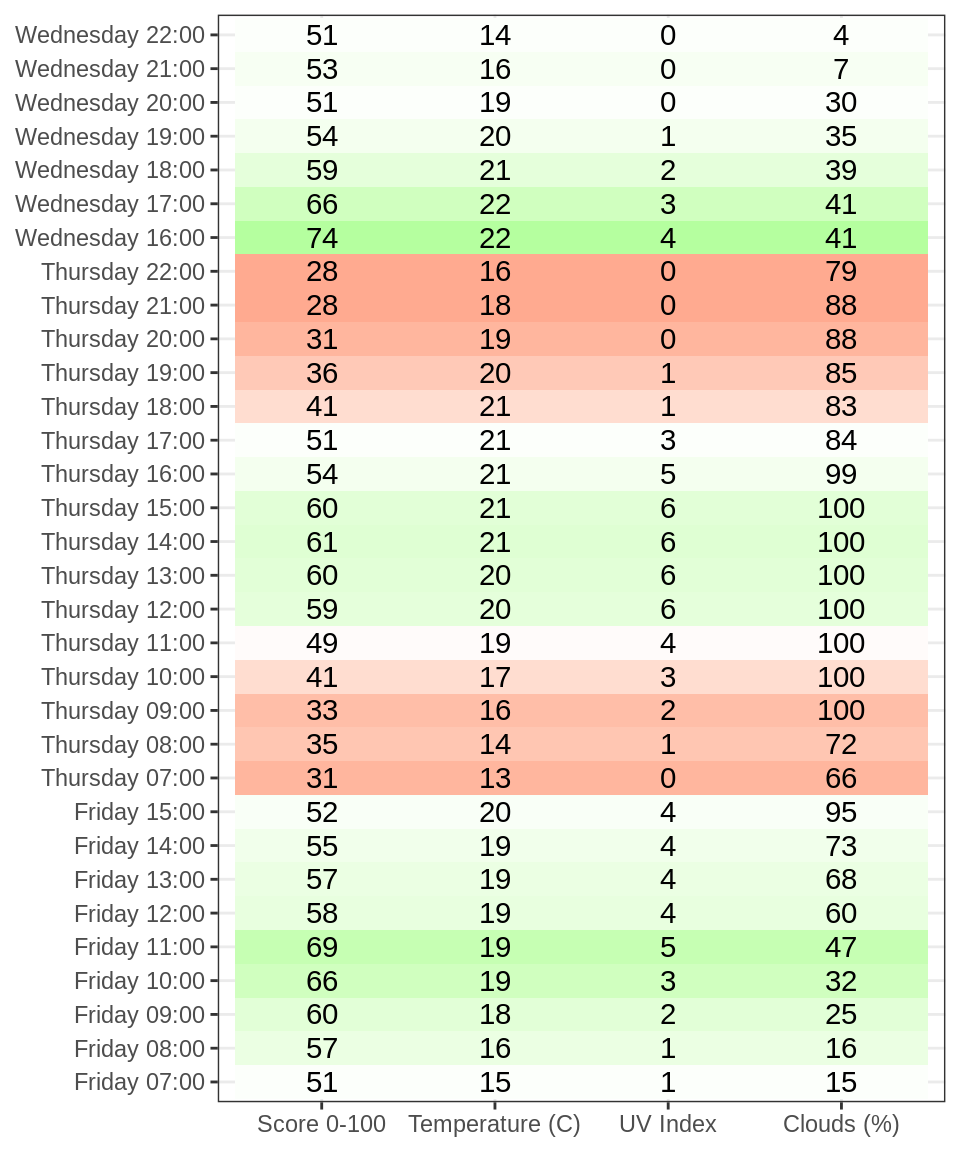 Wednesday 22:00 51 14 0 4
Wednesday 21:00 53 16 0 7
Wednesday 20:00 51 19 0 30
Wednesday 19:00 54 20 1 35
Wednesday 18:00 59 21 2 39
Wednesday 17:00 66 22 3 41
Wednesday 16:00 74 22 4 41
Thursday 22:00 28 16 0 79
Thursday 21:00 28 18 0 88
Thursday 20:00 31 19 0 88
Thursday 19:00 36 20 1 85
Thursday 18:00 41 21 1 83
Thursday 17:00 51 21 3 84
Thursday 16:00 54 21 5 99
Thursday 15:00 60 21 6 100
Thursday 14:00 61 21 6 100
Thursday 13:00 60 20 6 100
Thursday 12:00 59 20 6 100
Thursday 11:00 49 19 4 100
Thursday 10:00 41 17 3 100
Thursday 09:00 33 16 2 100
Thursday 08:00 35 14 1 72
Thursday 07:00 31 13 0 66
Friday 15:00 52 20 4 95
Friday 14:00 55 19 4 73
Friday 13:00 57 19 4 68
Friday 12:00 58 19 4 60
Friday 11:00 69 19 5 47
Friday 10:00 66 19 3 32
Friday 09:00 60 18 2 25
Friday 08:00 57 16 1 16
Friday 07:00 51 15 1 15
Score 0-100 Temperature (C) UV Index Clouds (%)